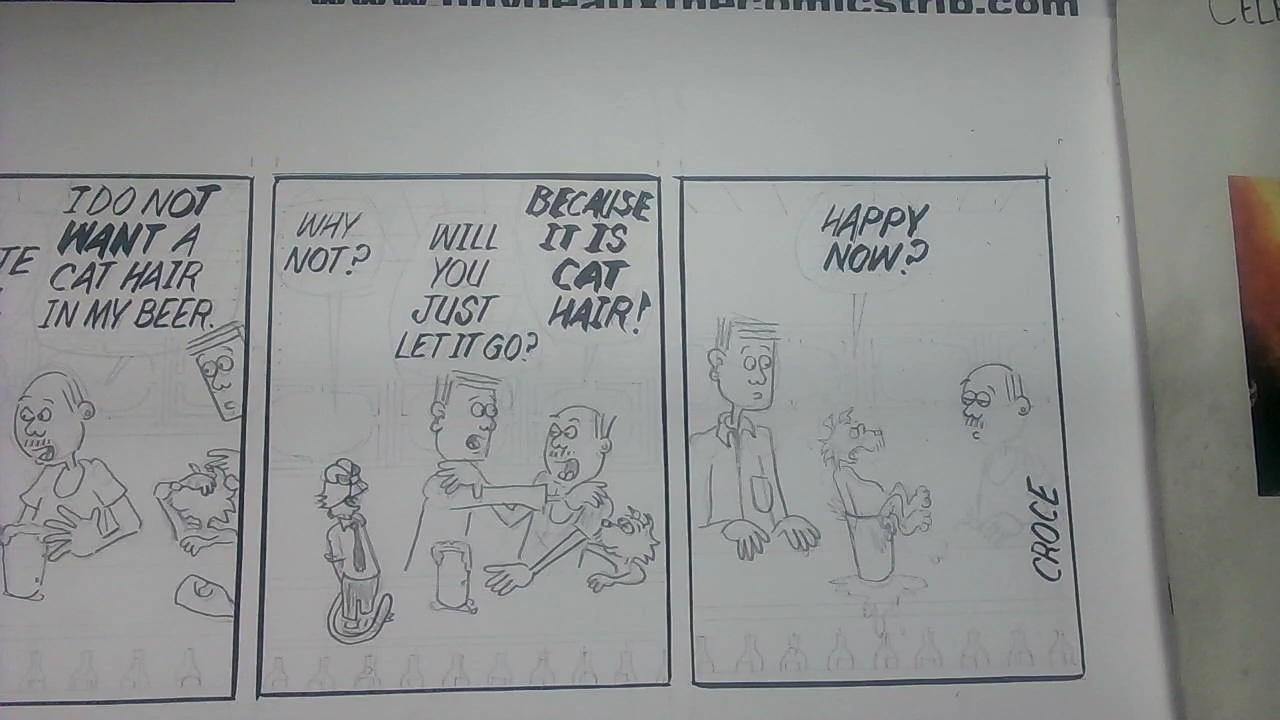 I DO NOT
WANT A
CAT HAIR
IN MY BEER.
WHY
NOT?
WILL
YOU
JUST
LET IT GO?
BECAUSE
IT IS
CAT
HAIR!
HAPPY
NOW?
CROCE